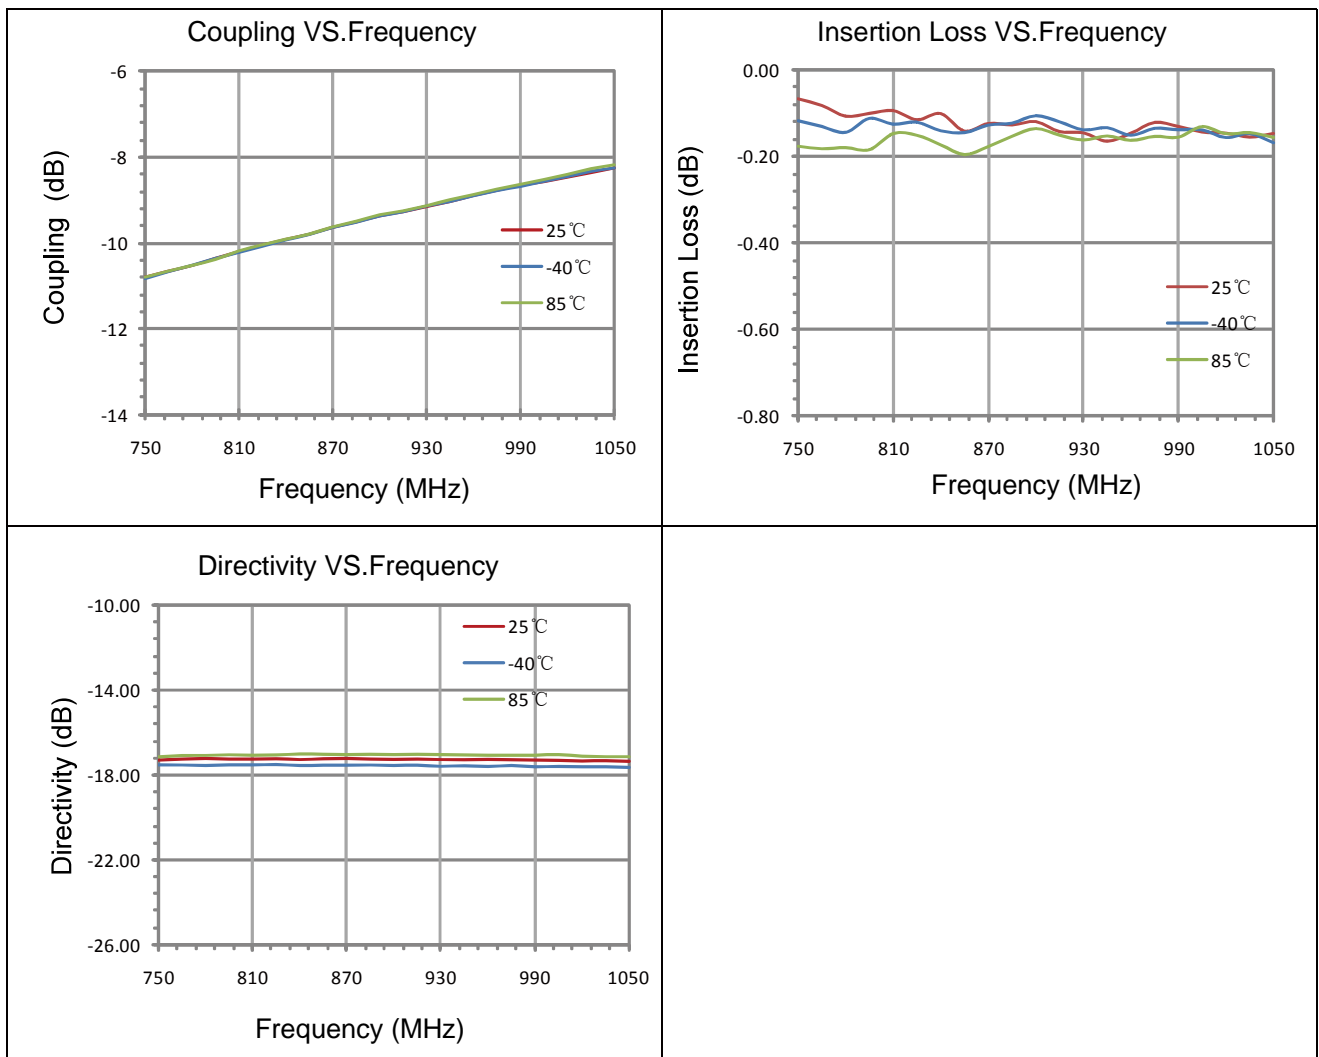 Coupling VS.Frequency
-6
-8
-10
-12
-14
Coupling (dB)
25℃
-40℃
85℃
750 810 870 930 990 1050
Frequency (MHz)
Insertion Loss VS.Frequency
0.00
-0.20
-0.40
-0.60
-0.80
Insertion Loss (dB)
25℃
-40℃
85℃
750 810 870 930 990 1050
Frequency (MHz)
Directivity VS.Frequency
-10.00
-14.00
-18.00
-22.00
-26.00
Directivity (dB)
25℃
-40℃
85℃
750 810 870 930 990 1050
Frequency (MHz)